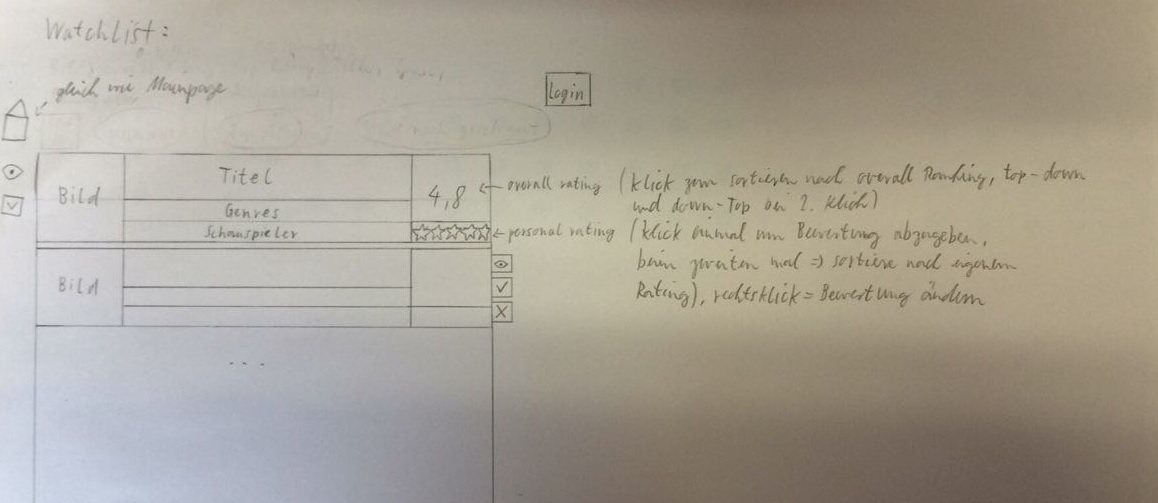 Watchlist:
gleich wie Mainpage
Login
Bild
Titel
Genres
Schauspieler
4,8
← overall rating (Klick zum sortieren nach overall Ranking, top-down
und down-Top bei 2. Klick)
← personal rating (Klick einmal um Bewertung abzugeben,
beim zweiten mal => sortiere nach eigenem
Rating), rechtsklick = Bewertung ändern
Bild
...